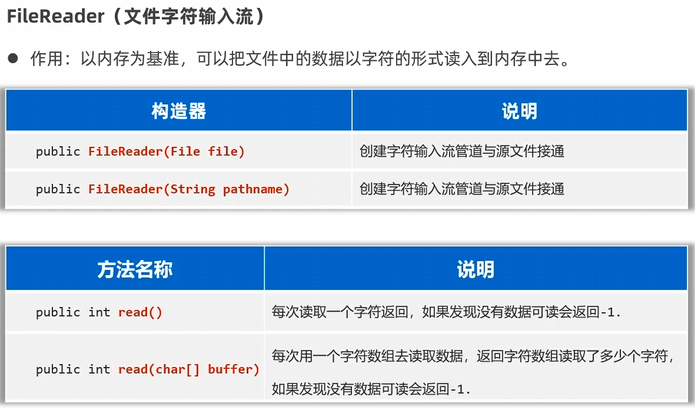 FileReader（文件字符输入流）
● 作用：以内存为基准，可以把文件中的数据以字符的形式读入到内存中去。
构造器 说明
public FileReader(File file) 创建字符输入流管道与源文件接通
public FileReader(String pathname) 创建字符输入流管道与源文件接通
方法名称 说明
public int read() 每次读取一个字符返回，如果发现没有数据可读会返回-1.
public int read(char[] buffer) 每次用一个字符数组去读取数据，返回字符数组读取了多少个字符，
如果发现没有数据可读会返回-1.